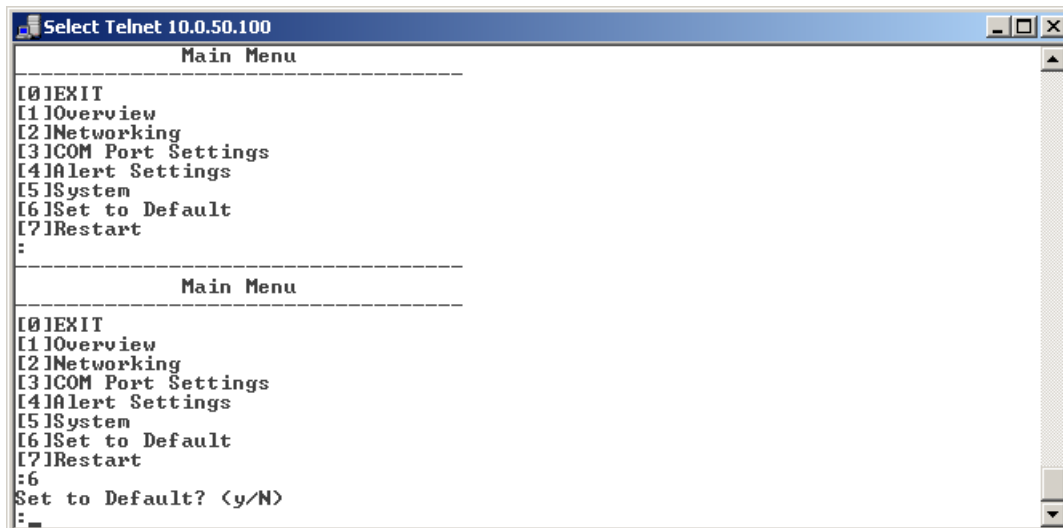 Select Telnet 10.0.50.100
Main Menu
[0]EXIT
[1]Overview
[2]Networking
[3]COM Port Settings
[4]Alert Settings
[5]System
[6]Set to Default
[7]Restart
:
Main Menu
[0]EXIT
[1]Overview
[2]Networking
[3]COM Port Settings
[4]Alert Settings
[5]System
[6]Set to Default
[7]Restart
:6
Set to Default? (y/N)
:_